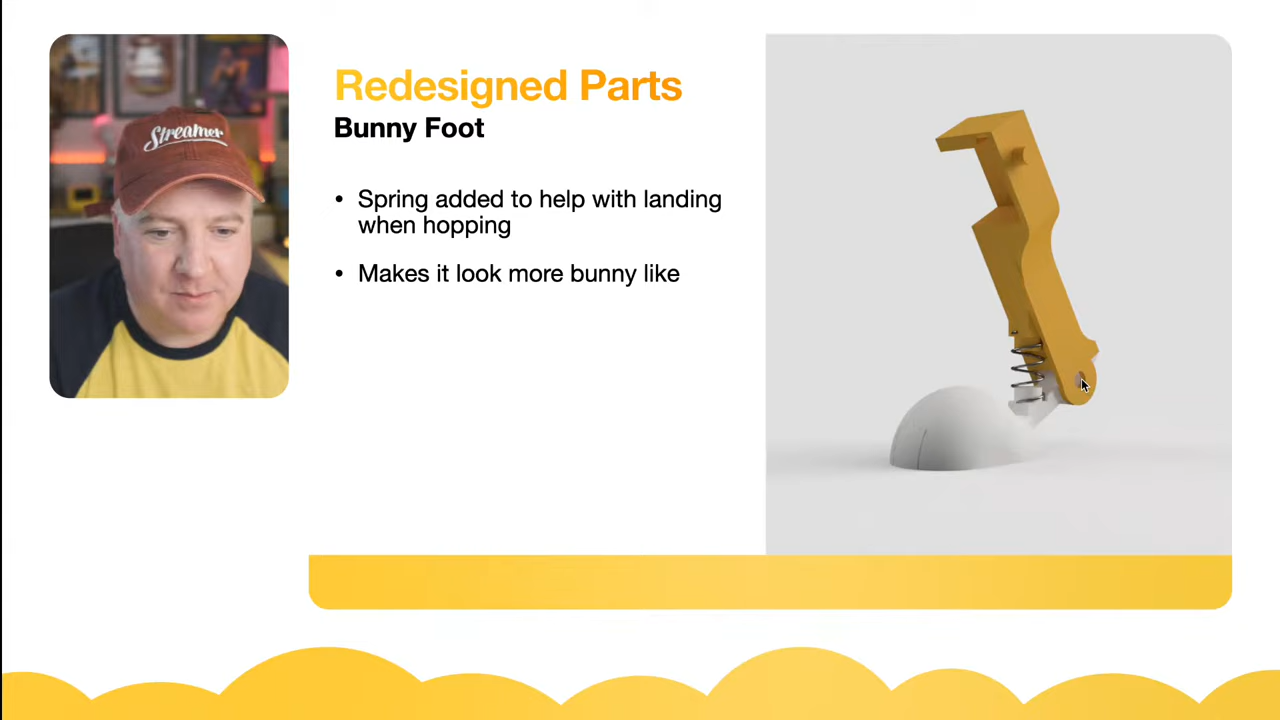 Streamer
Redesigned Parts
Bunny Foot
• Spring added to help with landing
when hopping
• Makes it look more bunny like